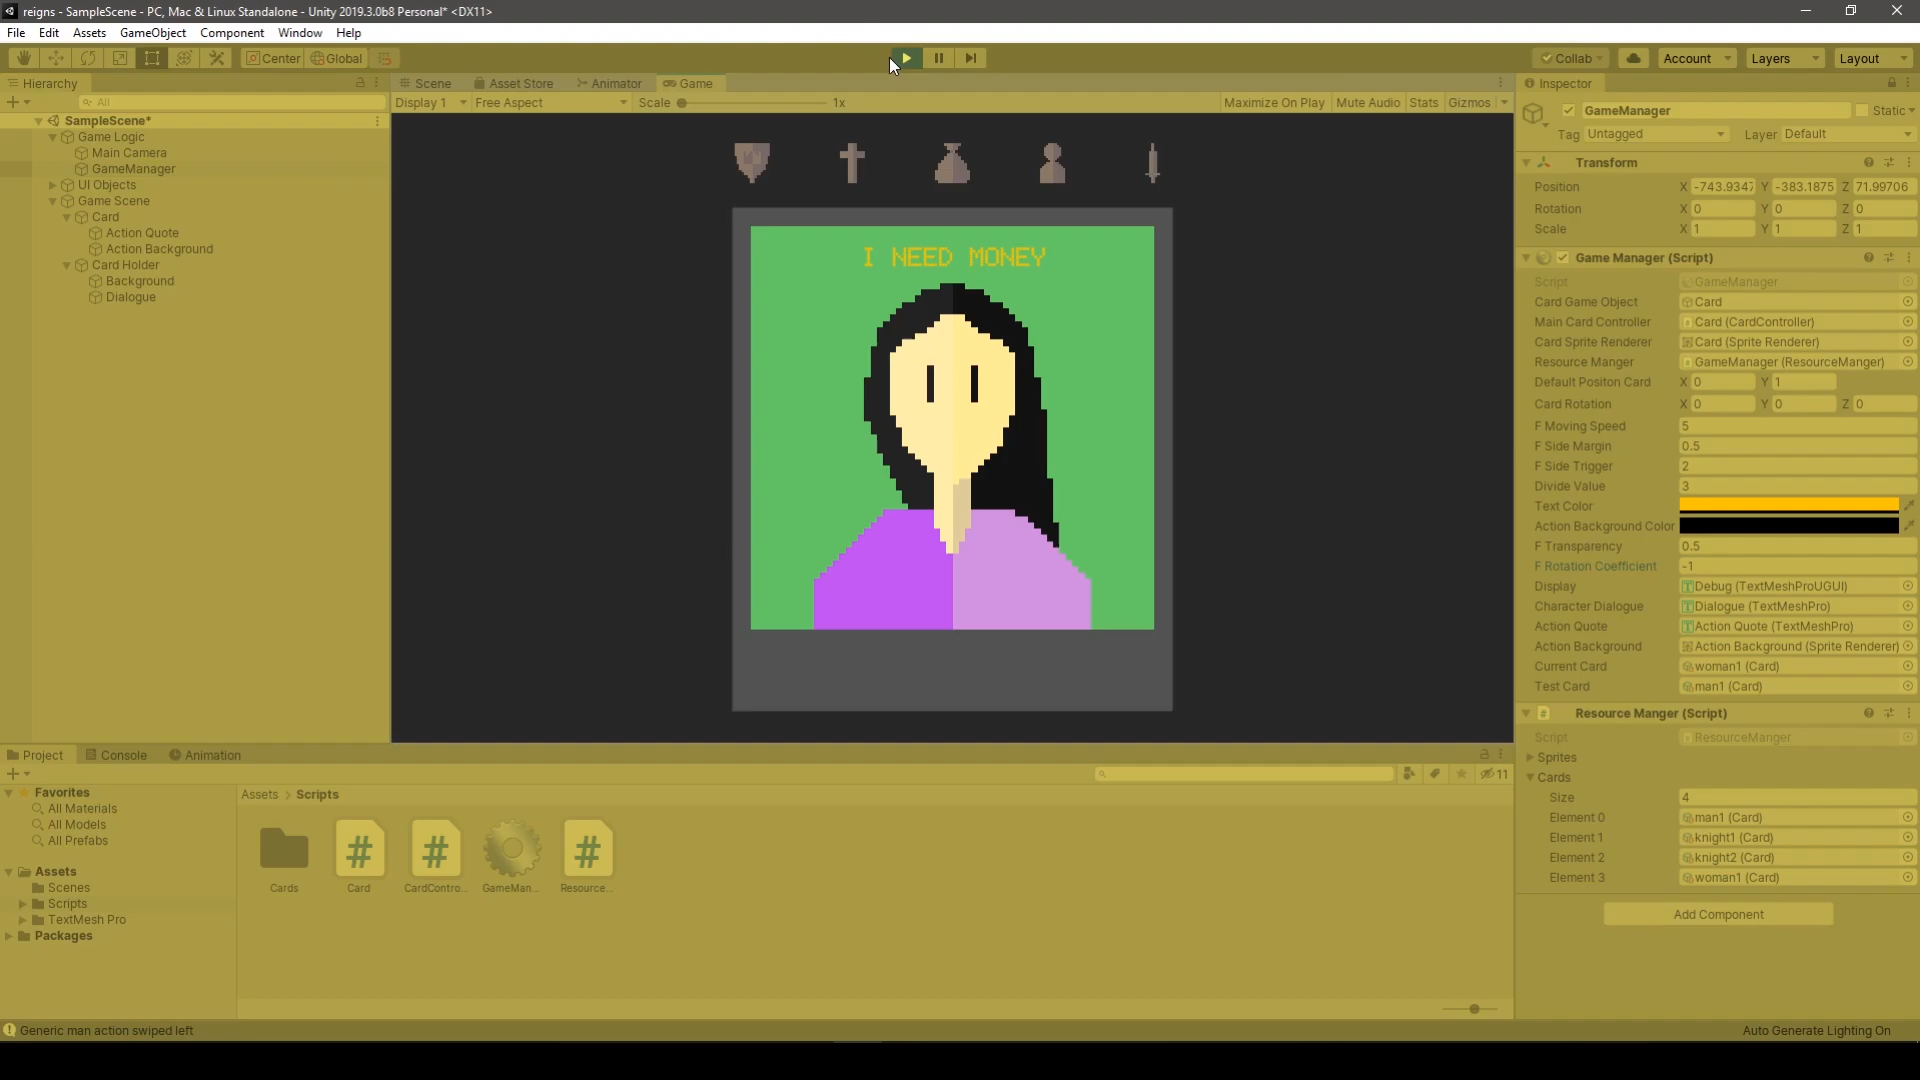 reigns - SampleScene - PC, Mac & Linux Standalone - Unity 2019.3.0b8 Personal* <DX11>
File Edit Assets GameObject Component Window Help
Center Global Collab Account Layers Layout
Hierarchy
All
SampleScene*
Game Logic
Main Camera
GameManager
UI Objects
Game Scene
Card
Action Quote
Action Background
Card Holder
Background
Dialogue
Scene Asset Store Animator Game
Display 1 Free Aspect Scale 1x Maximize On Play Mute Audio Stats Gizmos
I NEED MONEY
Inspector
GameManager Static
Tag Untagged Layer Default
Transform
Position X -743.9347 Y -383.1875 Z 71.99706
Rotation X 0 Y 0 Z 0
Scale X 1 Y 1 Z 1
Game Manager (Script)
Script GameManager
Card Game Object Card
Main Card Controller Card (CardController)
Card Sprite Renderer Card (Sprite Renderer)
Resource Manger GameManager (ResourceManger)
Default Positon Card X 0 Y 1
Card Rotation X 0 Y 0 Z 0
F Moving Speed 5
F Side Margin 0.5
F Side Trigger 2
Divide Value 3
Text Color
Action Background Color
F Transparency 0.5
F Rotation Coefficient -1
Display Debug (TextMeshProUGUI)
Character Dialogue Dialogue (TextMeshPro)
Action Quote Action Quote (TextMeshPro)
Action Background Action Background (Sprite Renderer)
Current Card woman1 (Card)
Test Card man1 (Card)
Resource Manger (Script)
Script ResourceManger
Sprites
Cards
Size 4
Element 0 man1 (Card)
Element 1 knight1 (Card)
Element 2 knight2 (Card)
Element 3 woman1 (Card)
Add Component
Project Console Animation
11
Favorites
All Materials
All Models
All Prefabs
Assets
Scenes
Scripts
TextMesh Pro
Packages
Assets > Scripts
Cards Card CardContro... GameMan... Resource...
Generic man action swiped left
Auto Generate Lighting On